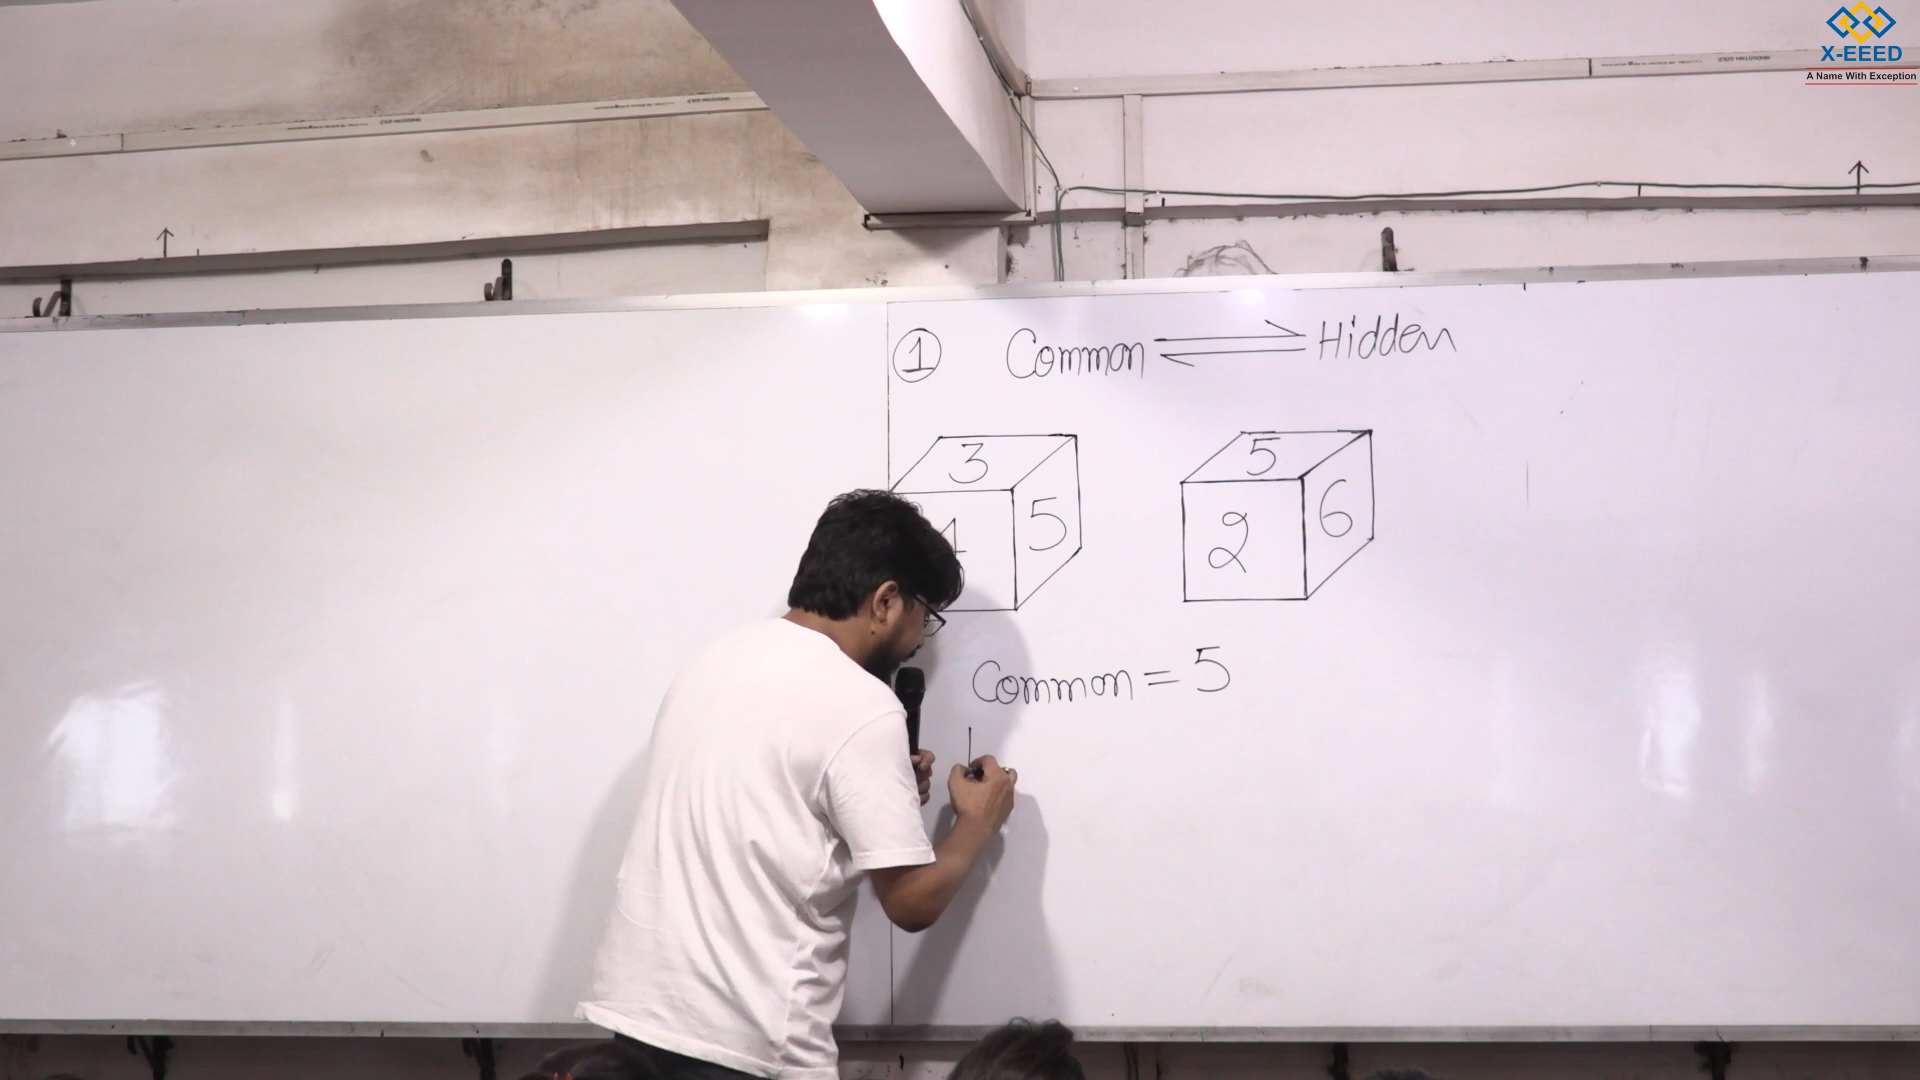 X-EEED
A Name With Exception
1 Common ⇌ Hidden
3
5
5
2
6
Common = 5